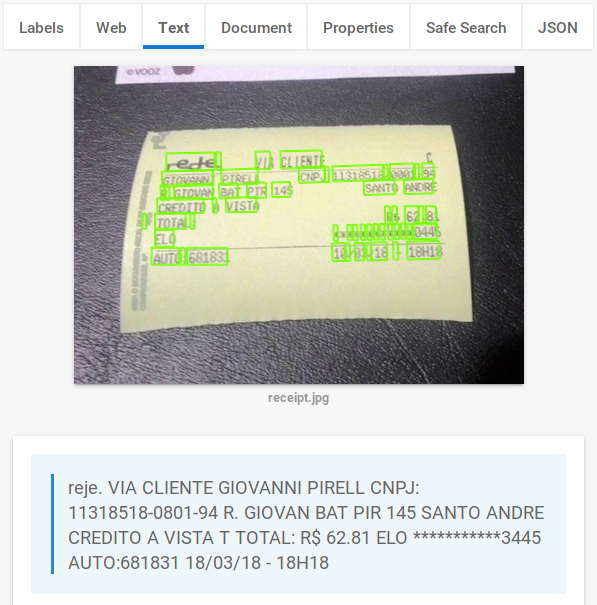 Labels Web Text Document Properties Safe Search JSON
©VOOZ
rede
VIA CLIENTE C
GIOVANNI PIRELL CNPJ: 11318518
R GIOVAN BAT PIR 145 SANTO ANDRE
CREDITO A VISTA
TOTAL: R$ 62.81
ELO
AUTO:681831 18/03/18 - 18H18
receipt.jpg
reje. VIA CLIENTE GIOVANNI PIRELL CNPJ:
11318518-0801-94 R. GIOVAN BAT PIR 145 SANTO ANDRE
CREDITO A VISTA T TOTAL: R$ 62.81 ELO ***********3445
AUTO:681831 18/03/18 - 18H18